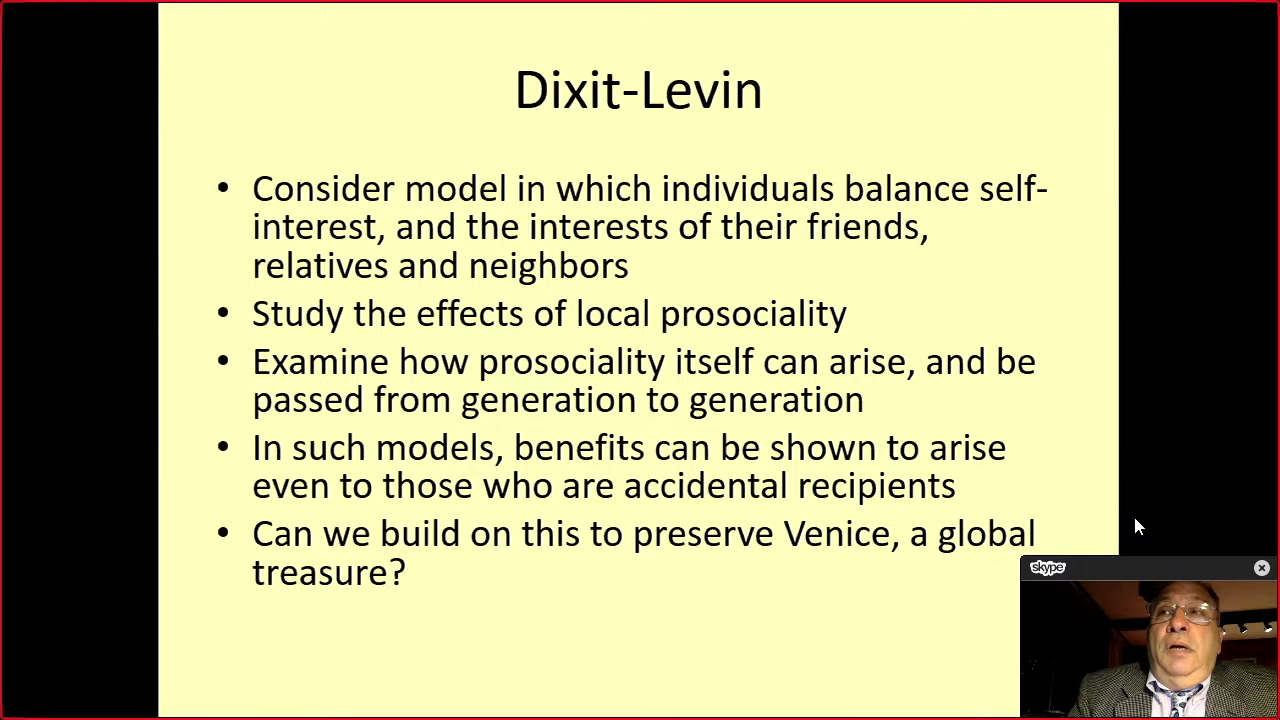 Dixit-Levin
• Consider model in which individuals balance self-
interest, and the interests of their friends,
relatives and neighbors
• Study the effects of local prosociality
• Examine how prosociality itself can arise, and be
passed from generation to generation
• In such models, benefits can be shown to arise
even to those who are accidental recipients
• Can we build on this to preserve Venice, a global
treasure?
skype